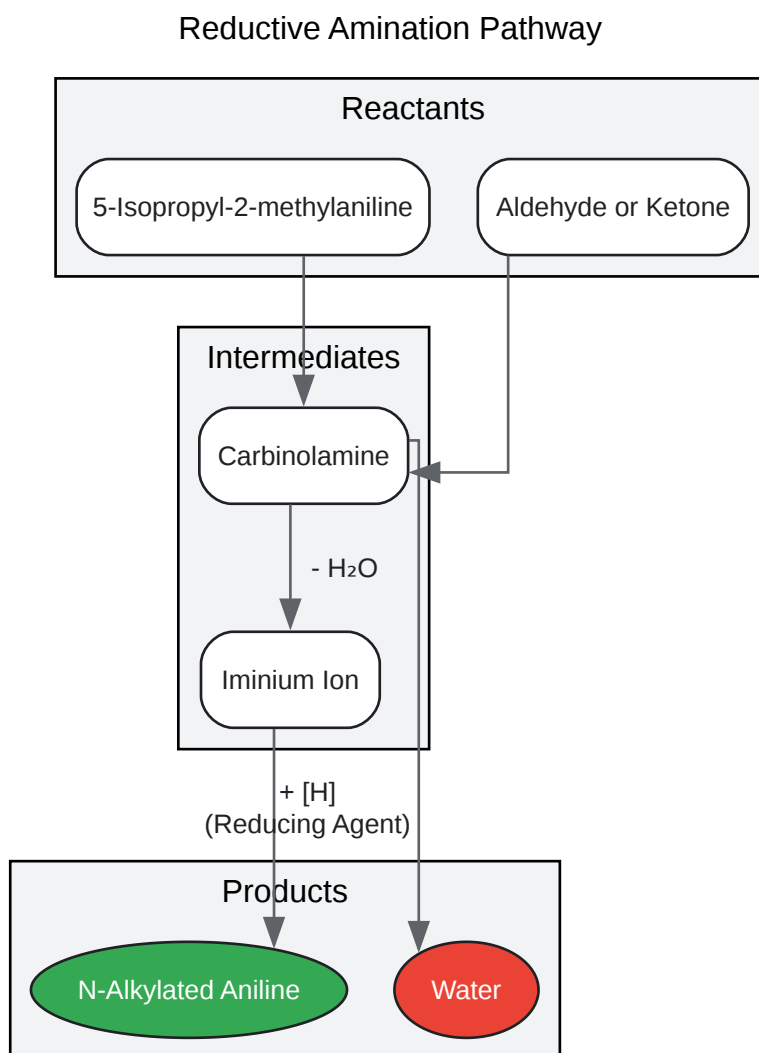 Reductive Amination Pathway
Reactants
5-Isopropyl-2-methylaniline
Aldehyde or Ketone
Intermediates
Carbinolamine
- H₂O
Iminium Ion
+ [H]
(Reducing Agent)
Products
N-Alkylated Aniline
Water